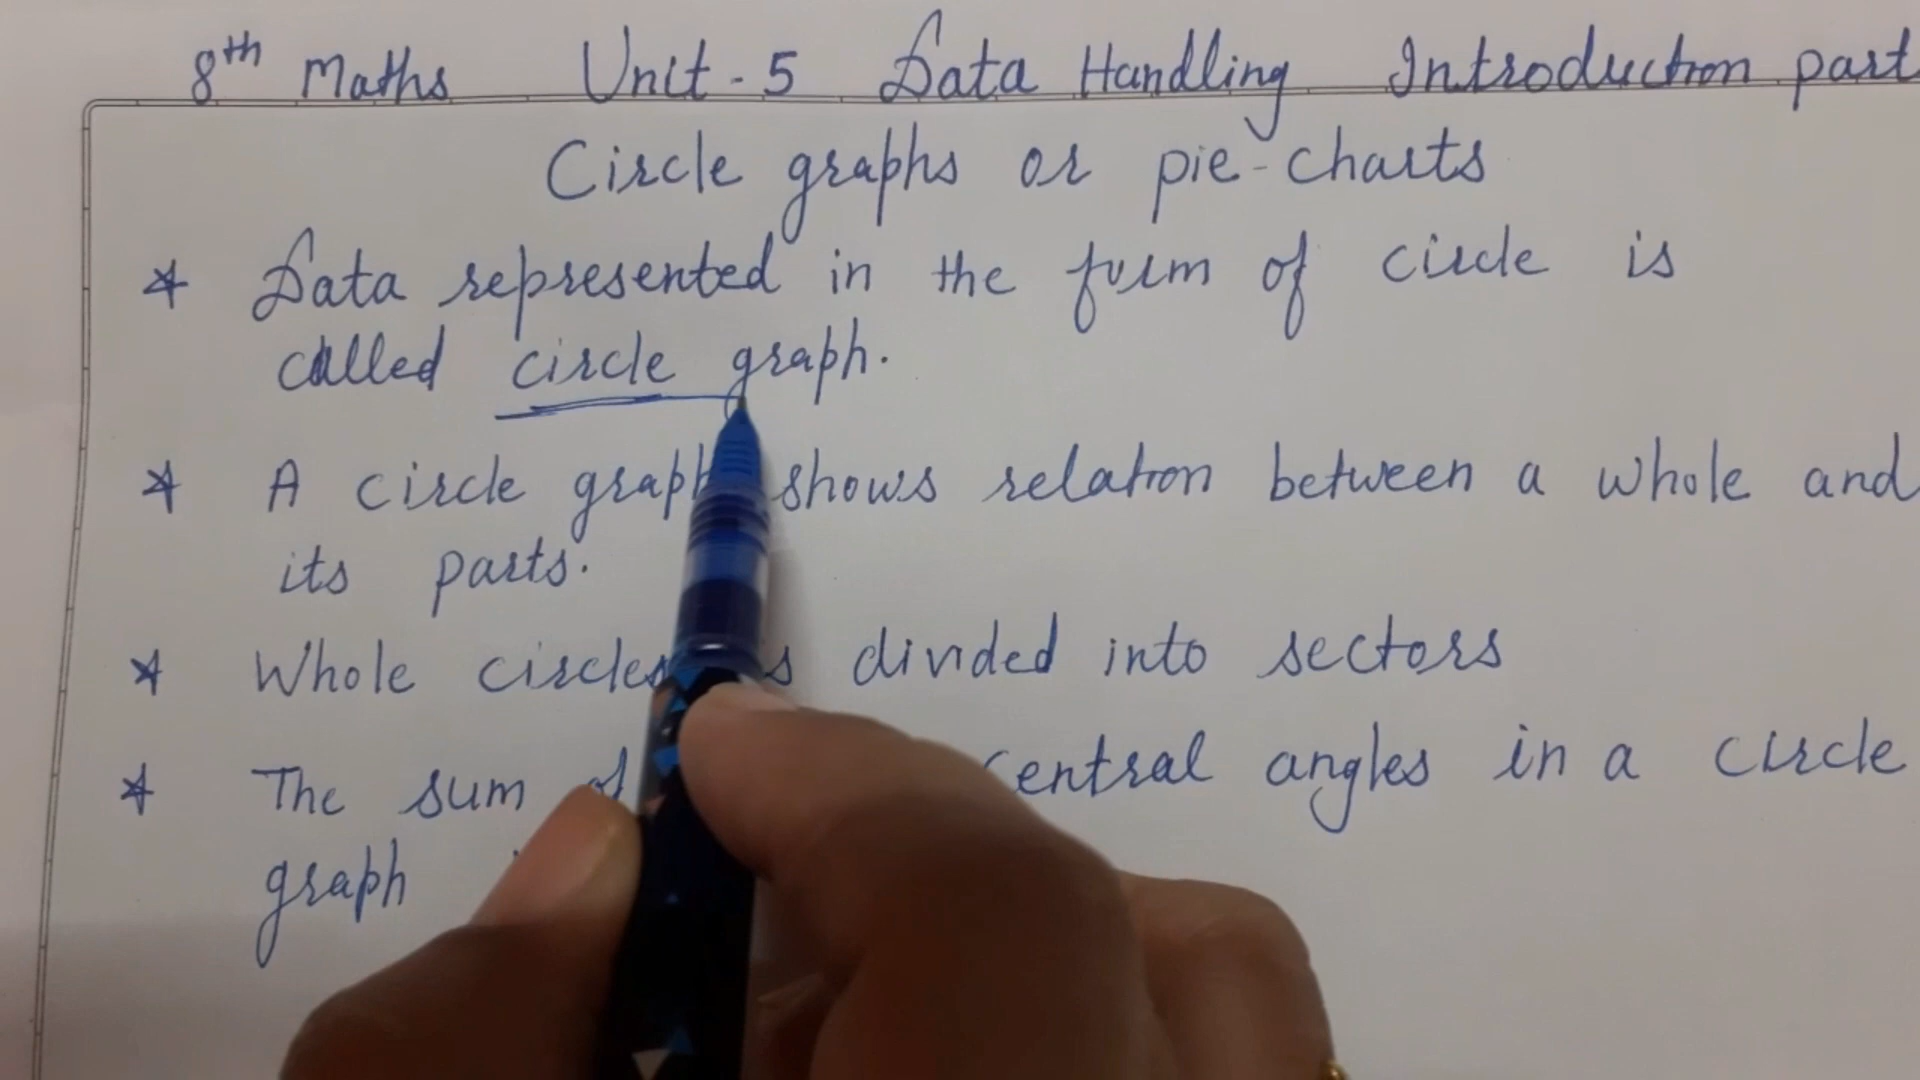 8th Maths Unit-5 Data Handling Introduction part
Circle graphs or pie-charts
* Data represented in the form of circle is
called circle graph.
* A circle graph shows relation between a whole and
its parts.
* Whole circle divided into sectors
* The sum of central angles in a circle
graph